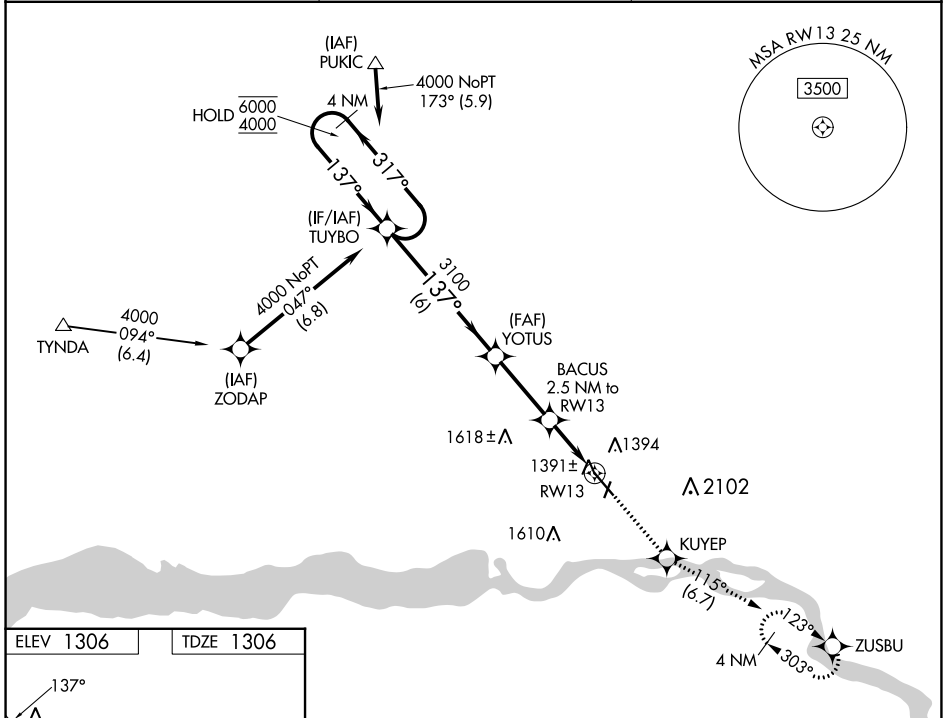 (IAF)
PUKIC
4000 NoPT
173° (5.9)
MSA RW13 25 NM
3500
HOLD 6000
4000
4 NM
317°
137°
(IF/IAF)
TUYBO
3100
137°
(6)
4000 NoPT
047°
(6.8)
4000
094°
(6.4)
TYNDA
(IAF)
ZODAP
(FAF)
YOTUS
BACUS
2.5 NM to
RW13
1618±
1394
1391±
RW13
2102
1610
KUYEP
115°
(6.7)
123°
ZUSBU
4 NM
303°
ELEV 1306
TDZE 1306
137°